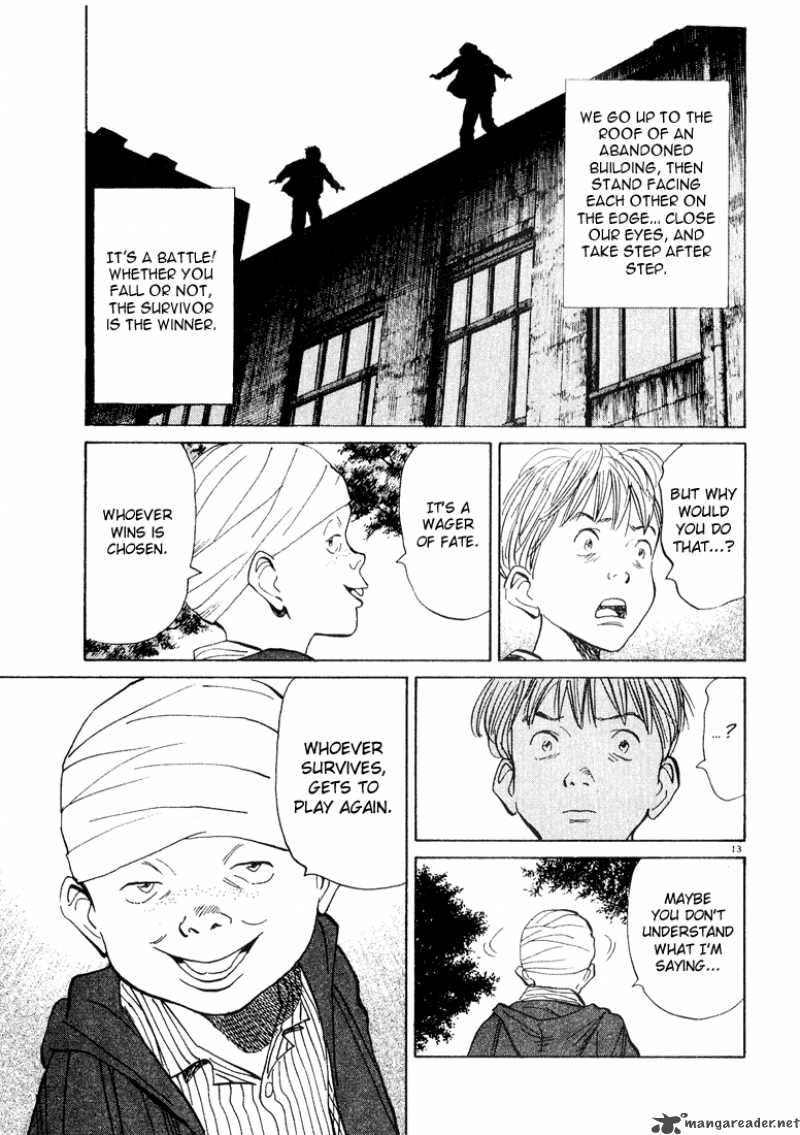 WE GO UP TO THE
ROOF OF AN
ABANDONED
BUILDING, THEN
STAND FACING
EACH OTHER ON
THE EDGE... CLOSE
OUR EYES, AND
TAKE STEP AFTER
STEP.
IT'S A BATTLE!
WHETHER YOU
FALL OR NOT,
THE SURVIVOR
IS THE WINNER.
BUT WHY
WOULD
YOU DO
THAT...?
IT'S A
WAGER
OF FATE.
WHOEVER
WINS IS
CHOSEN.
...?
13
WHOEVER
SURVIVES,
GETS TO
PLAY AGAIN.
MAYBE
YOU DON'T
UNDERSTAND
WHAT I'M
SAYING...
mangareader.net